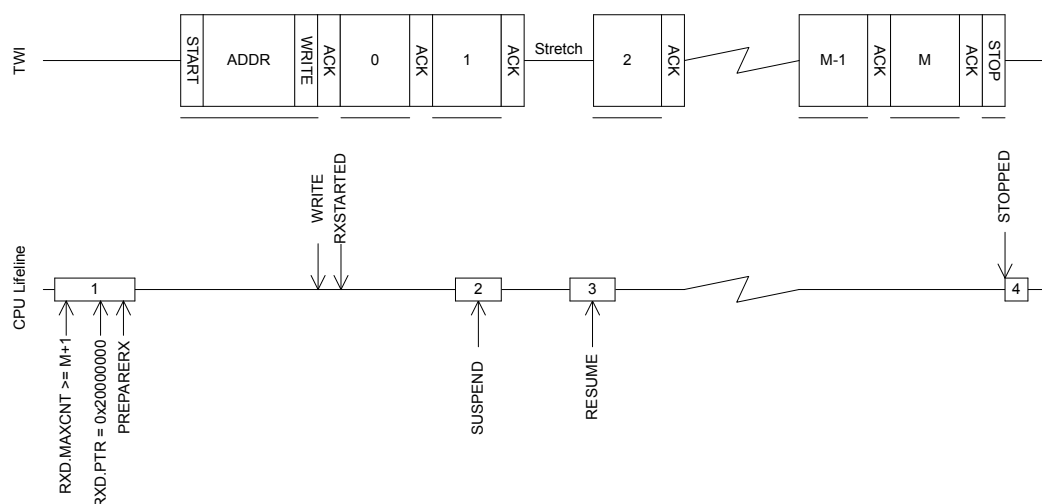 TWI
START
ADDR
WRITE
ACK
0
ACK
1
ACK
Stretch
2
ACK
M-1
ACK
M
ACK
STOP
WRITE
RXSTARTED
STOPPED
CPU Lifeline
1
2
3
4
RXD.MAXCNT >= M+1
RXD.PTR = 0x20000000
PREPARERX
SUSPEND
RESUME